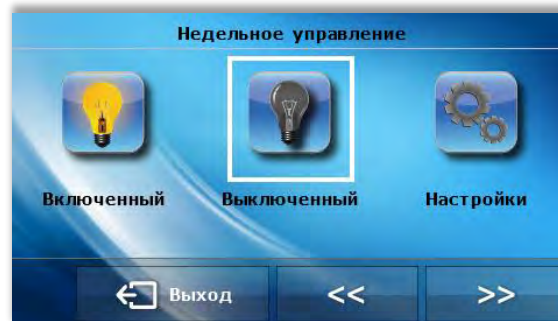 Недельное управление
Включенный Выключенный Настройки
Выход << >>